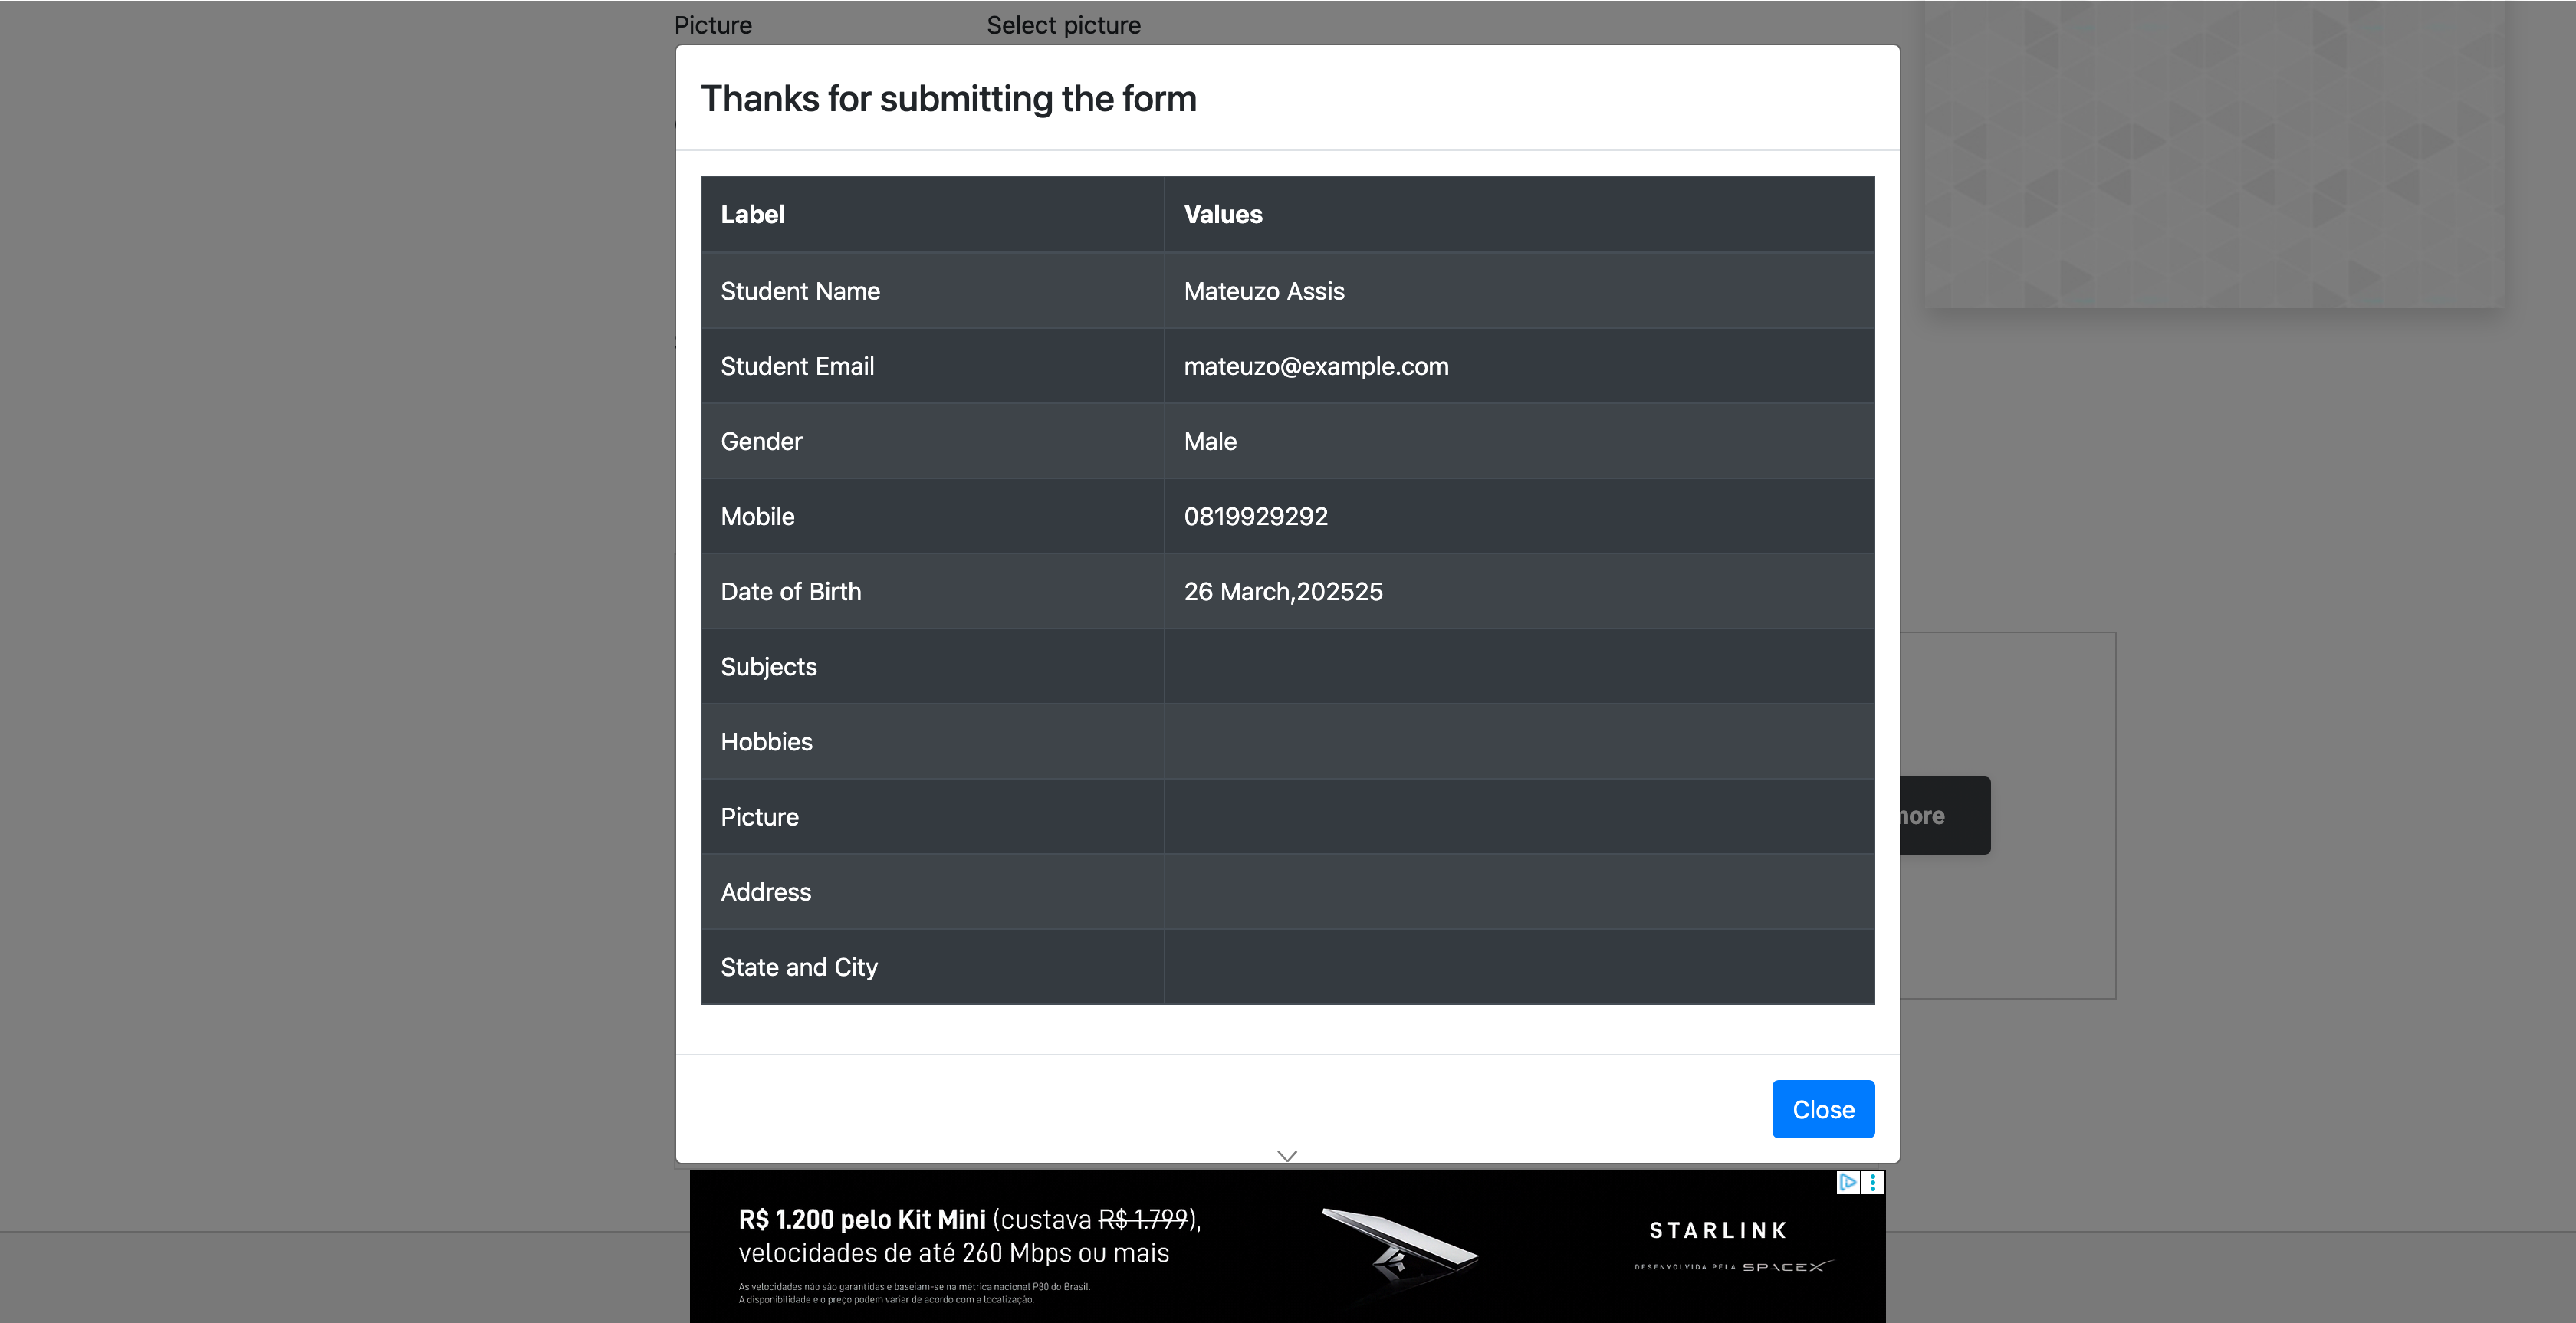 Picture Select picture
Thanks for submitting the form
Label Values
Student Name Mateuzo Assis
Student Email mateuzo@example.com
Gender Male
Mobile 0819929292
Date of Birth 26 March,202525
Subjects
Hobbies
Picture
more
Address
State and City
Close
R$ 1.200 pelo Kit Mini (custava R$ 1.799),
velocidades de até 260 Mbps ou mais
As velocidades não são garantidas e baseiam-se na metrica nacional P80 do Brasil.
A disponibilidade e o preço podem variar de acordo com a localização.
STARLINK
DESENVOLVIDA PELA SPACEX